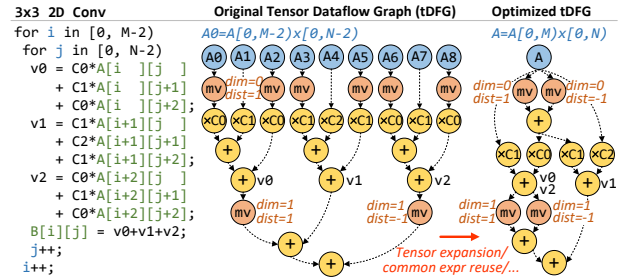 3x3 2D Conv
for i in [0, M-2)
for j in [0, N-2)
v0 = C0*A[i ][j ]
+ C1*A[i ][j+1]
+ C0*A[i ][j+2];
v1 = C1*A[i+1][j ]
+ C2*A[i+1][j+1]
+ C1*A[i+1][j+2];
v2 = C0*A[i+2][j ]
+ C1*A[i+2][j+1]
+ C0*A[i+2][j+2];
B[i][j] = v0+v1+v2;
j++;
i++;
Original Tensor Dataflow Graph (tDFG)
A0=A[0,M-2)x[0,N-2)
A0 A1 A2 A3 A4 A5 A6 A7 A8
mv dim=0 dist=1 mv mv mv mv mv
×C0 ×C1 ×C0 ×C1 ×C2 ×C1 ×C0 ×C1 ×C0
+ + +
+ v0 + v1 + v2
mv dim=1 dist=1 dim=1 dist=-1 mv
+
+
Tensor expansion/
common expr reuse/...
Optimized tDFG
A=A[0,M)x[0,N)
A
dim=0 dist=1 mv mv dim=0 dist=-1
+
×C1 ×C0 ×C1 ×C2
+ v0 v2 + v1
dim=1 dist=1 mv mv dim=1 dist=-1
+
+